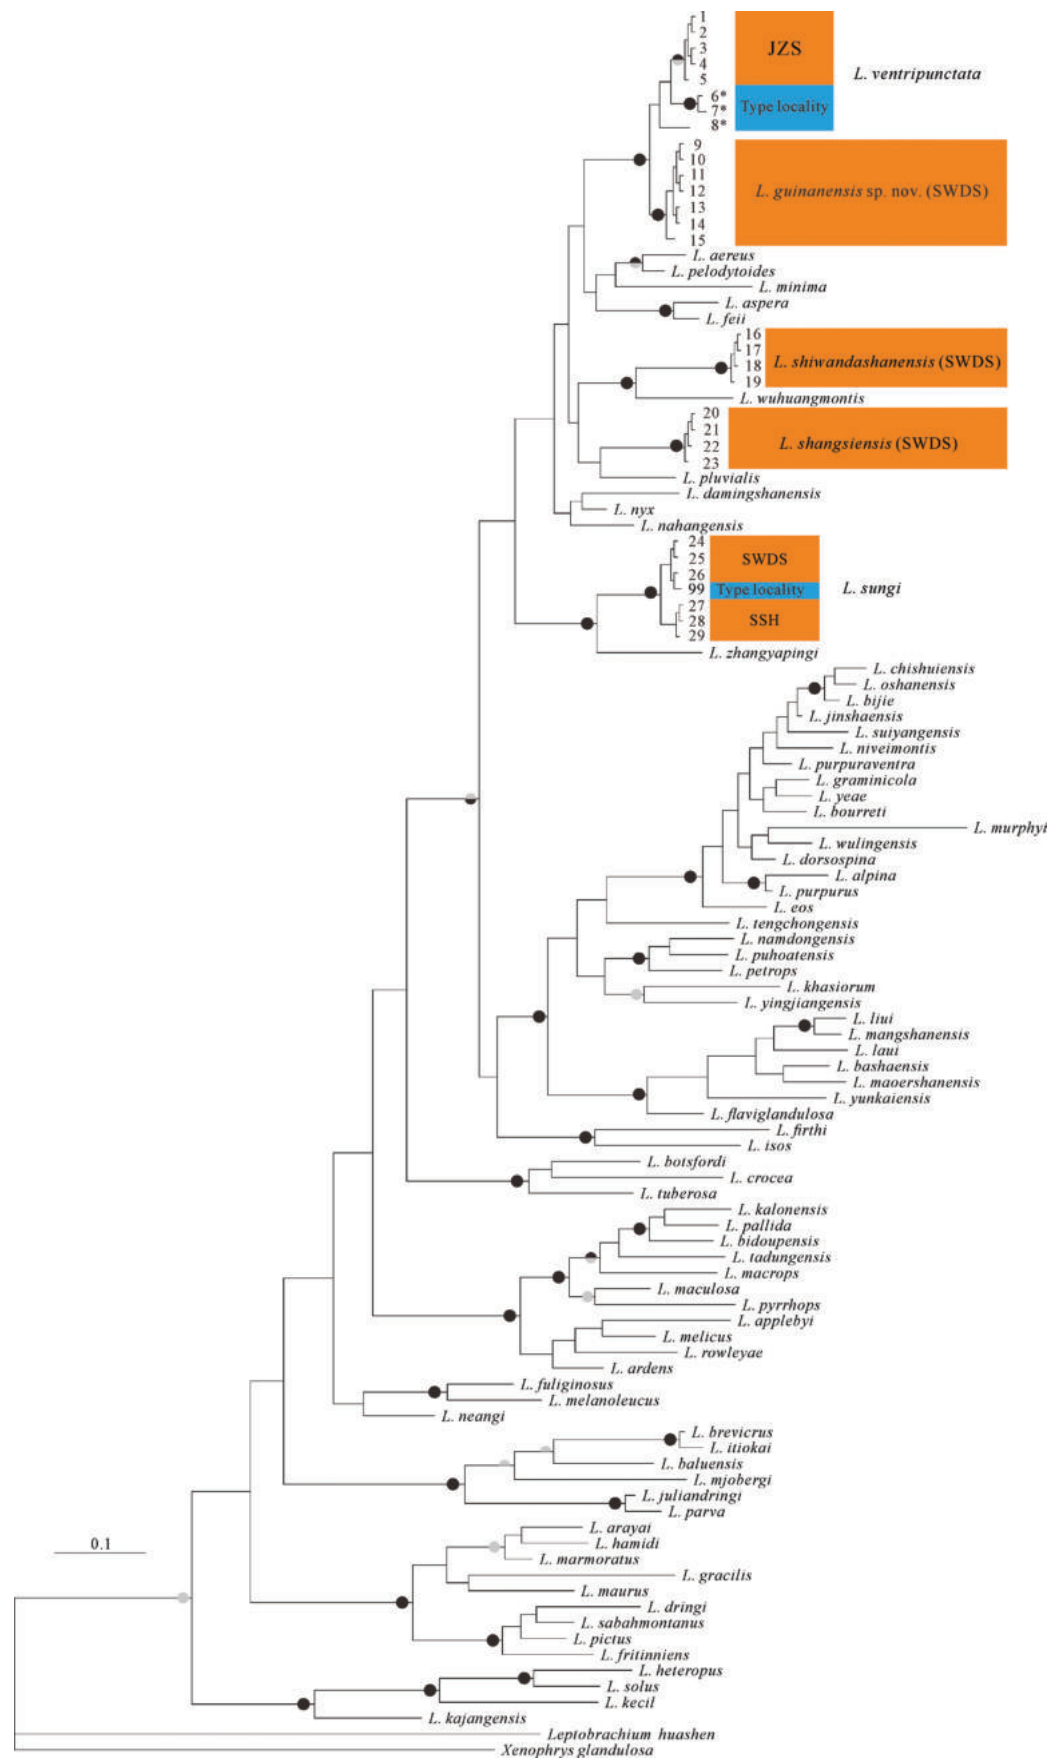 1
2
3
4
5
JZS
L. ventripunctata
6*
7*
8*
Type locality
9
10
11
12
13
14
15
L. guinanensis sp. nov. (SWDS)
L. aereus
L. pelodytoides
L. minima
L. aspera
L. feii
16
17
18
19
L. shiwandashanensis (SWDS)
L. wuhuangmontis
20
21
22
23
L. shangsiensis (SWDS)
L. pluvialis
L. damingshanensis
L. nyx
L. nahangensis
24
25
26
99
27
28
29
SWDS
Type locality
SSH
L. sungi
L. zhangyapingi
L. chishuiensis
L. oshanensis
L. bijie
L. jinshaensis
L. suiyangensis
L. niveimontis
L. purpuraventra
L. graminicola
L. yeae
L. bourreti
L. murphyi
L. wulingensis
L. dorsospina
L. alpina
L. purpurus
L. eos
L. tengchongensis
L. namdongensis
L. puhoatensis
L. petrops
L. khasiorum
L. yingjiangensis
L. liui
L. mangshanensis
L. laui
L. bashaensis
L. maoershanensis
L. yunkaiensis
L. flaviglandulosa
L. firthi
L. isos
L. botsfordi
L. crocea
L. tuberosa
L. kalonensis
L. pallida
L. bidoupensis
L. tadungensis
L. macrops
L. maculosa
L. pyrrhops
L. applebyi
L. melicus
L. rowleyae
L. ardens
L. fuliginosus
L. melanoleucus
L. neangi
L. brevicrus
L. itiokai
L. baluensis
L. mjobergi
L. juliandringi
L. parva
0.1
L. arayai
L. hamidi
L. marmoratus
L. gracilis
L. maurus
L. dringi
L. sabahmontanus
L. pictus
L. fritinniens
L. heteropus
L. solus
L. kecil
L. kajangensis
Leptobrachium huashen
Xenophrys glandulosa